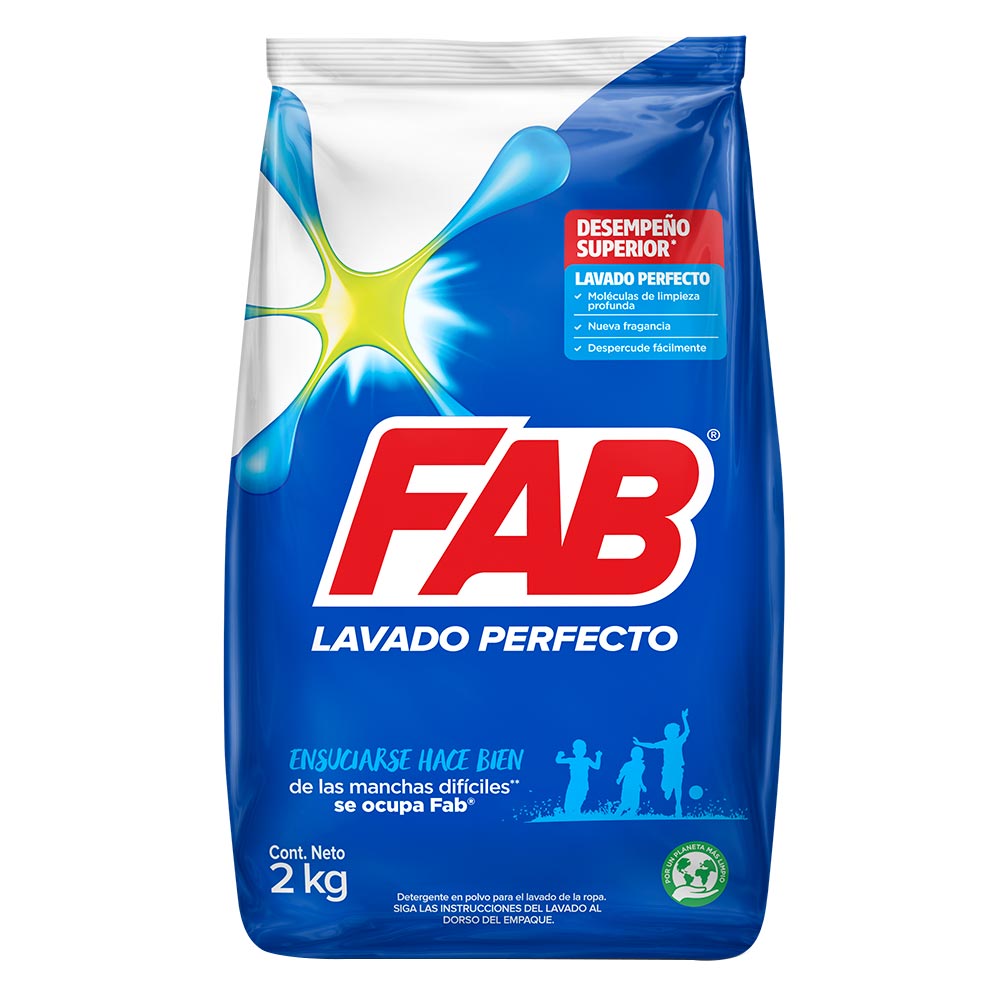 DESEMPEÑO
SUPERIOR*
LAVADO PERFECTO
✓ Moléculas de limpieza
profunda
✓ Nueva fragancia
✓ Despercude fácilmente
FAB®
LAVADO PERFECTO
ENSUCIARSE HACE BIEN
de las manchas difíciles**
se ocupa Fab®
Cont. Neto
2 kg
POR UN PLANETA MÁS LIMPIO
Detergente en polvo para el lavado de la ropa.
SIGA LAS INSTRUCCIONES DEL LAVADO AL
DORSO DEL EMPAQUE.